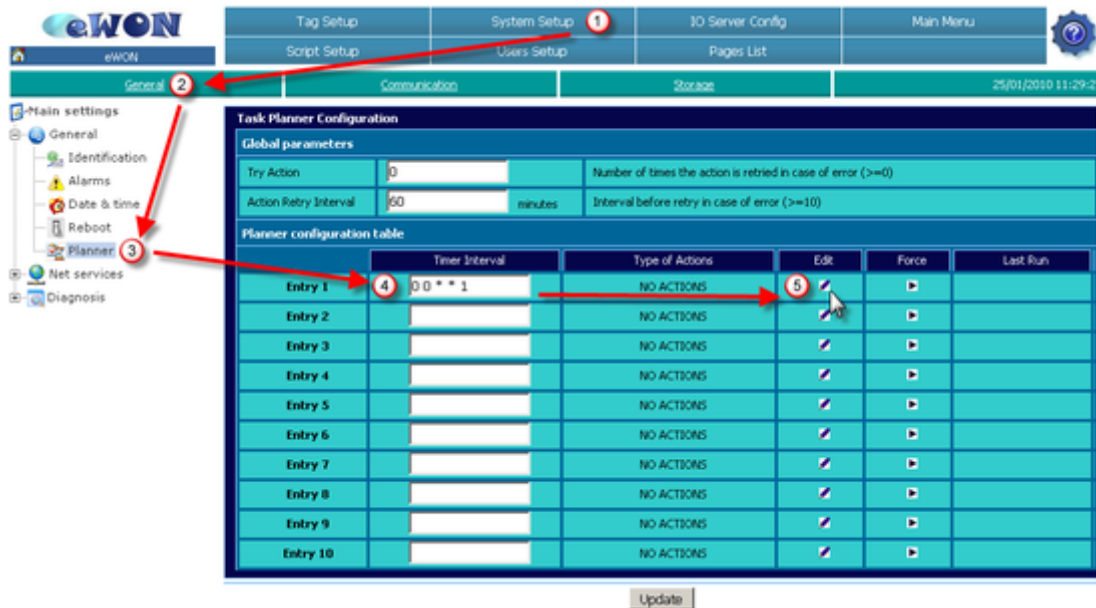 eWON
Tag Setup
System Setup
1
IO Server Config
Main Menu
?
eWON
Script Setup
Users Setup
Pages List
General
2
Communication
Storage
25/01/2010 11:29:2
Main settings
General
Identification
Alarms
Date & time
Reboot
Planner
3
Net services
Diagnosis
Task Planner Configuration
Global parameters
Try Action
0
Number of times the action is retried in case of error (>=0)
Action Retry Interval
60
minutes
Interval before retry in case of error (>=10)
Planner configuration table
Timer Interval
Type of Actions
Edit
Force
Last Run
Entry 1
4
0 0 * * 1
NO ACTIONS
5
Entry 2
NO ACTIONS
Entry 3
NO ACTIONS
Entry 4
NO ACTIONS
Entry 5
NO ACTIONS
Entry 6
NO ACTIONS
Entry 7
NO ACTIONS
Entry 8
NO ACTIONS
Entry 9
NO ACTIONS
Entry 10
NO ACTIONS
Update